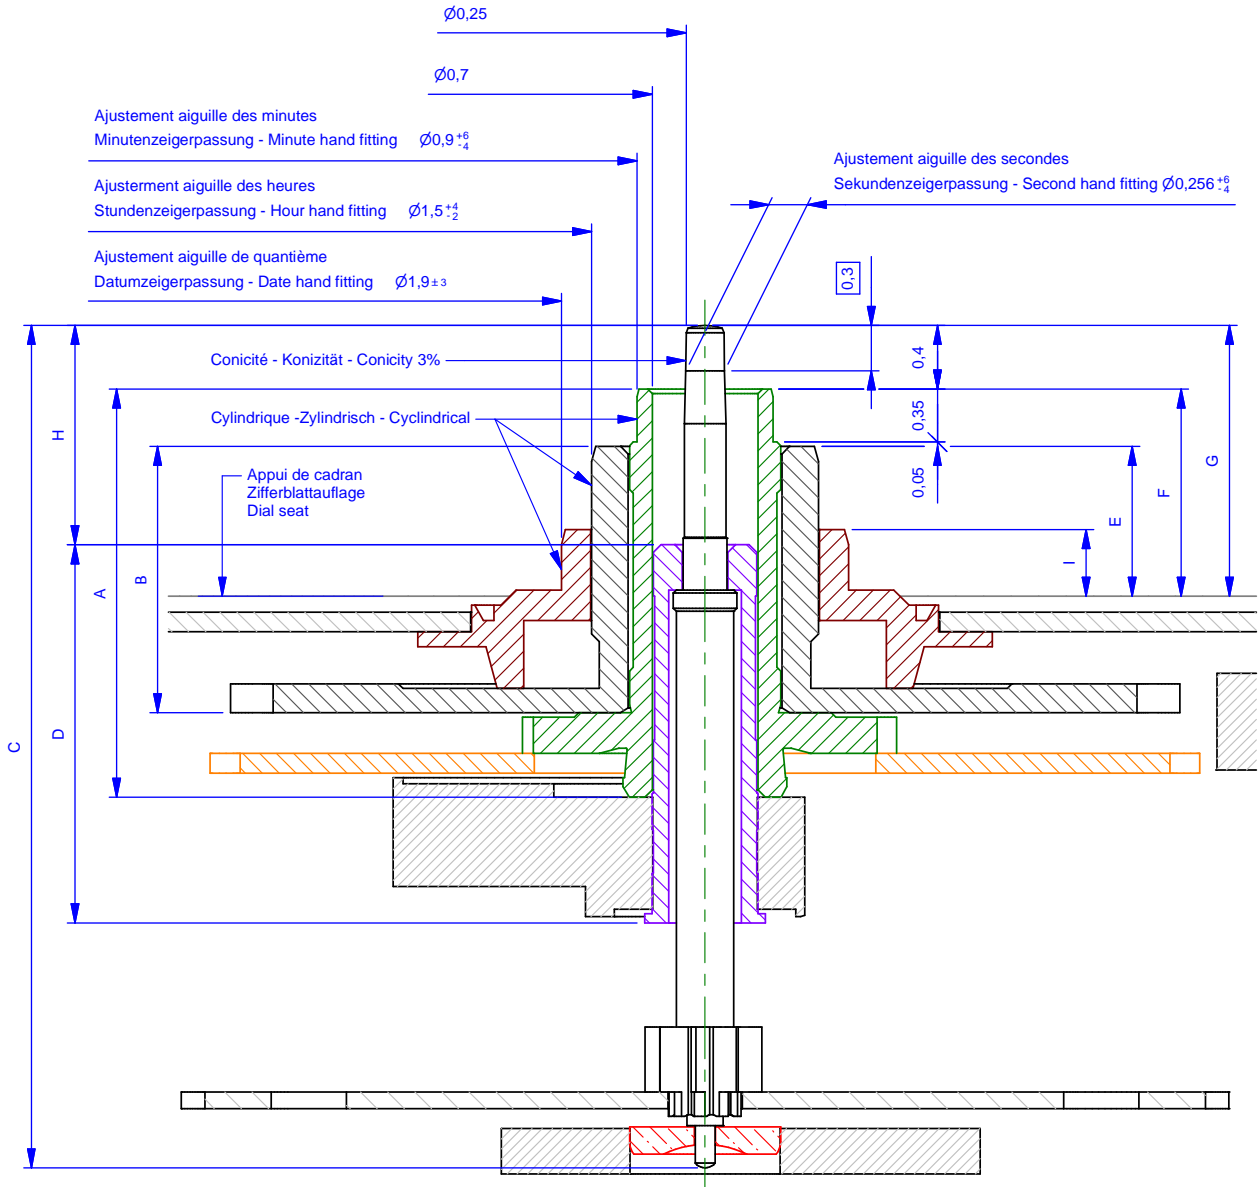 Ø0,25
Ø0,7
Ajustement aiguille des minutes
Minutenzeigerpassung - Minute hand fitting Ø0,9 +6 -4
Ajusterment aiguille des heures
Stundenzeigerpassung - Hour hand fitting Ø1,5 +4 -2
Ajustement aiguille de quantième
Datumzeigerpassung - Date hand fitting Ø1,9 ±3
Ajustement aiguille des secondes
Sekundenzeigerpassung - Second hand fitting Ø0,256 +6 -4
0,3
Conicité - Konizität - Conicity 3%
0,4
Cylindrique -Zylindrisch - Cyclindrical
0,35
0,05
Appui de cadran
Zifferblattauflage
Dial seat
H
G
F
E
I
A
B
D
C